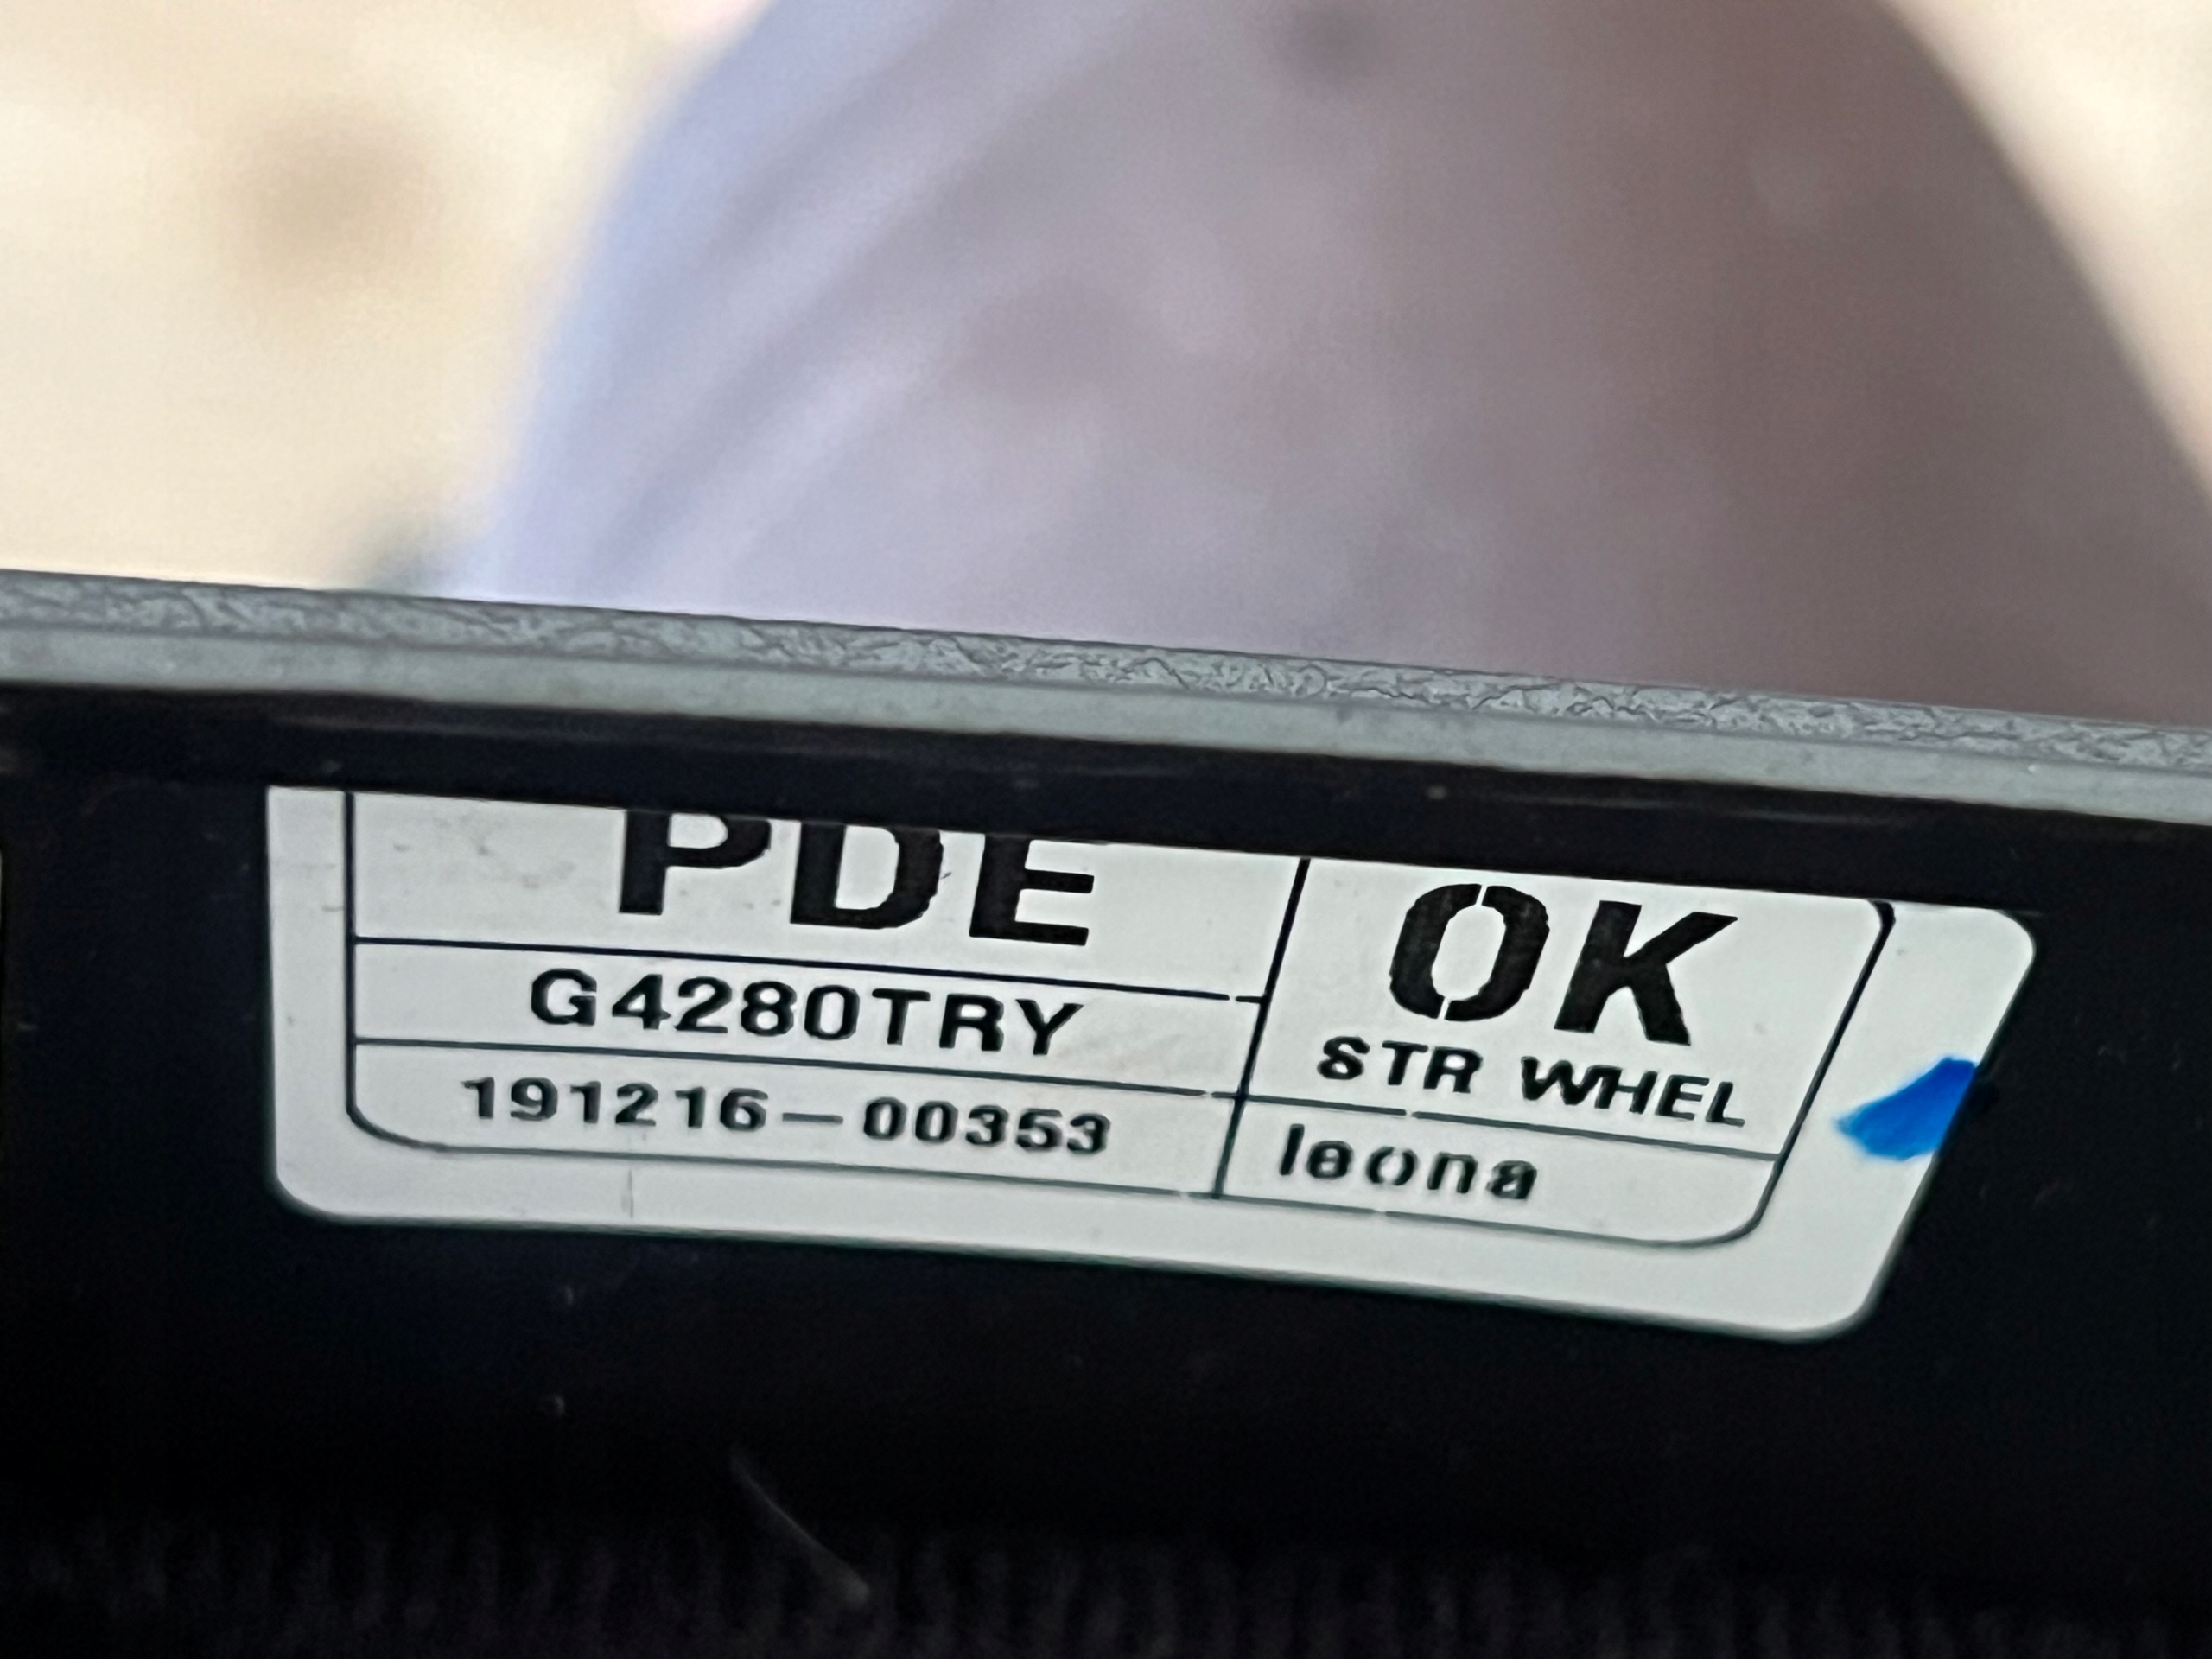 PDE OK
G4280TRY STR WHEL
191216-00353 leona